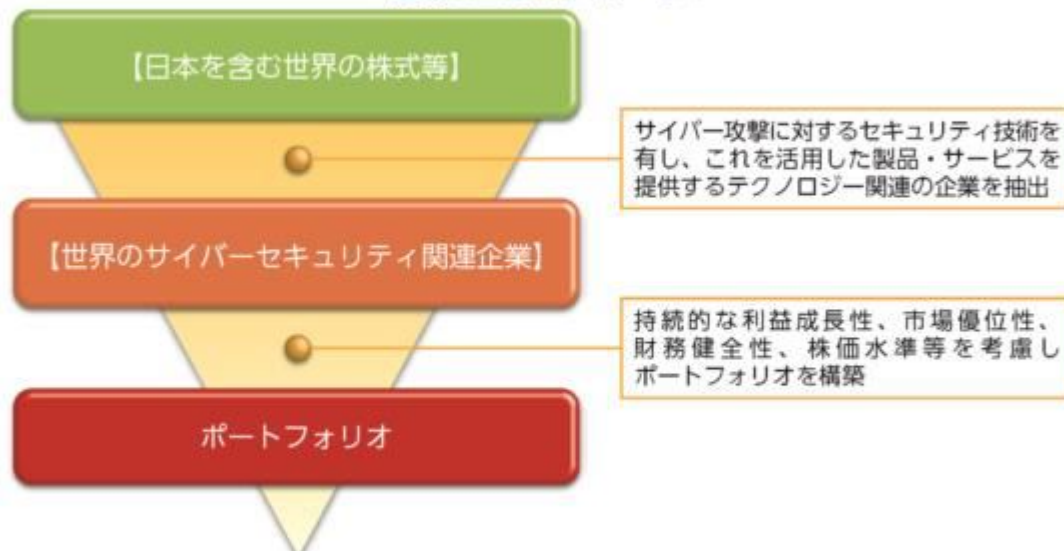 【日本を含む世界の株式等】
サイバー攻撃に対するセキュリティ技術を
有し、これを活用した製品・サービスを
提供するテクノロジー関連の企業を抽出
【世界のサイバーセキュリティ関連企業】
持続的な利益成長性、市場優位性、
財務健全性、株価水準等を考慮し
ポートフォリオを構築
ポートフォリオ